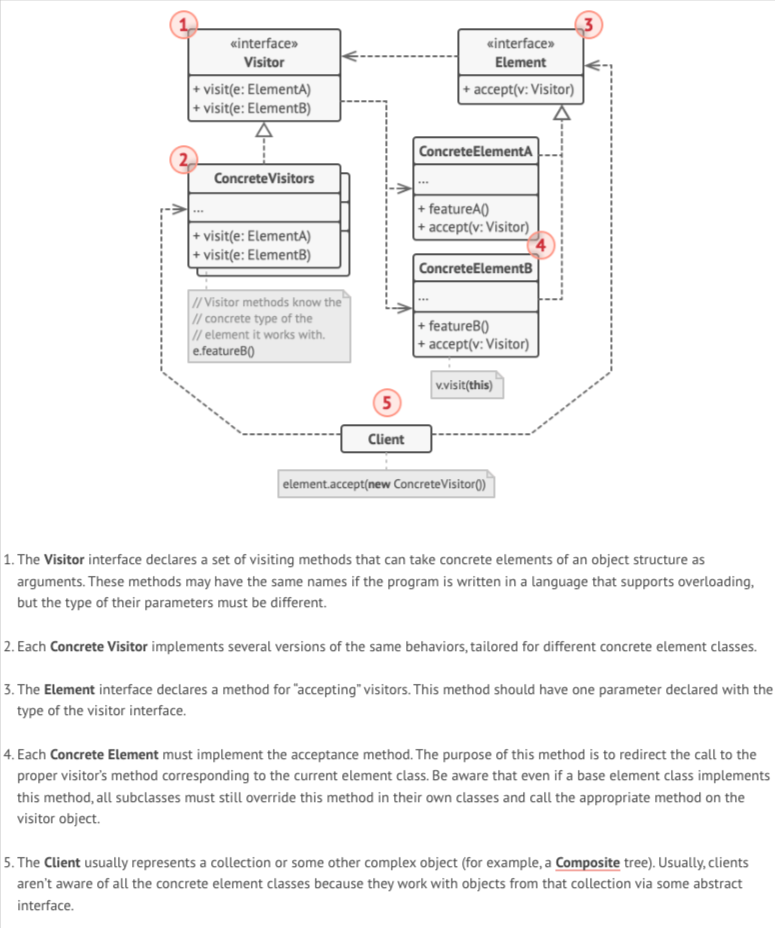 1
3
«interface»
Visitor
+ visit(e: ElementA)
+ visit(e: ElementB)
«interface»
Element
+ accept(v: Visitor)
2
ConcreteVisitors
...
+ visit(e: ElementA)
+ visit(e: ElementB)
ConcreteElementA
...
+ featureA()
+ accept(v: Visitor)
4
ConcreteElementB
...
+ featureB()
+ accept(v: Visitor)
// Visitor methods know the
// concrete type of the
// element it works with.
e.featureB()
v.visit(this)
5
Client
element.accept(new ConcreteVisitor())
1. The Visitor interface declares a set of visiting methods that can take concrete elements of an object structure as
arguments. These methods may have the same names if the program is written in a language that supports overloading,
but the type of their parameters must be different.
2. Each Concrete Visitor implements several versions of the same behaviors, tailored for different concrete element classes.
3. The Element interface declares a method for “accepting” visitors. This method should have one parameter declared with the
type of the visitor interface.
4. Each Concrete Element must implement the acceptance method. The purpose of this method is to redirect the call to the
proper visitor’s method corresponding to the current element class. Be aware that even if a base element class implements
this method, all subclasses must still override this method in their own classes and call the appropriate method on the
visitor object.
5. The Client usually represents a collection or some other complex object (for example, a Composite tree). Usually, clients
aren’t aware of all the concrete element classes because they work with objects from that collection via some abstract
interface.